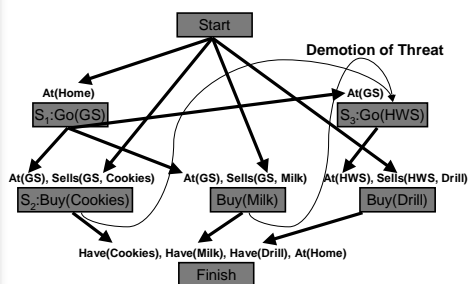 Start
Demotion of Threat
At(Home)
At(GS)
S1:Go(GS)
S3:Go(HWS)
At(GS), Sells(GS, Cookies)
At(GS), Sells(GS, Milk)
At(HWS), Sells(HWS, Drill)
S2:Buy(Cookies)
Buy(Milk)
Buy(Drill)
Have(Cookies), Have(Milk), Have(Drill), At(Home)
Finish